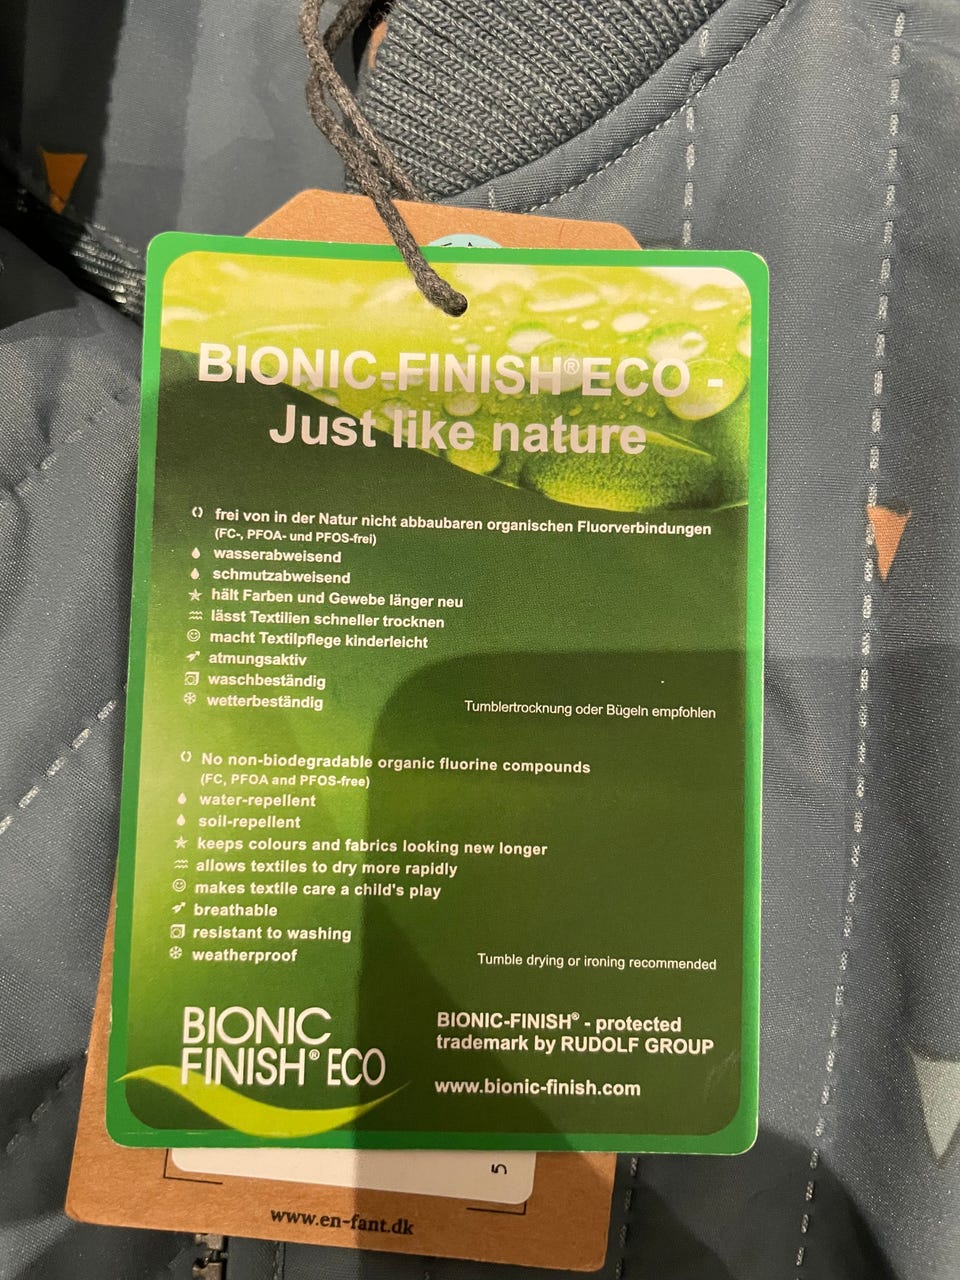 BIONIC-FINISH®ECO -
Just like nature
frei von in der Natur nicht abbaubaren organischen Fluorverbindungen
(FC-, PFOA- und PFOS-frei)
wasserabweisend
schmutzabweisend
hält Farben und Gewebe länger neu
lässt Textilien schneller trocknen
macht Textilpflege kinderleicht
atmungsaktiv
waschbeständig
wetterbeständig
Tumblertrocknung oder Bügeln empfohlen
No non-biodegradable organic fluorine compounds
(FC, PFOA and PFOS-free)
water-repellent
soil-repellent
keeps colours and fabrics looking new longer
allows textiles to dry more rapidly
makes textile care a child's play
breathable
resistant to washing
weatherproof
Tumble drying or ironing recommended
BIONIC
FINISH® ECO
BIONIC-FINISH® - protected
trademark by RUDOLF GROUP
www.bionic-finish.com
5
www.en-fant.dk